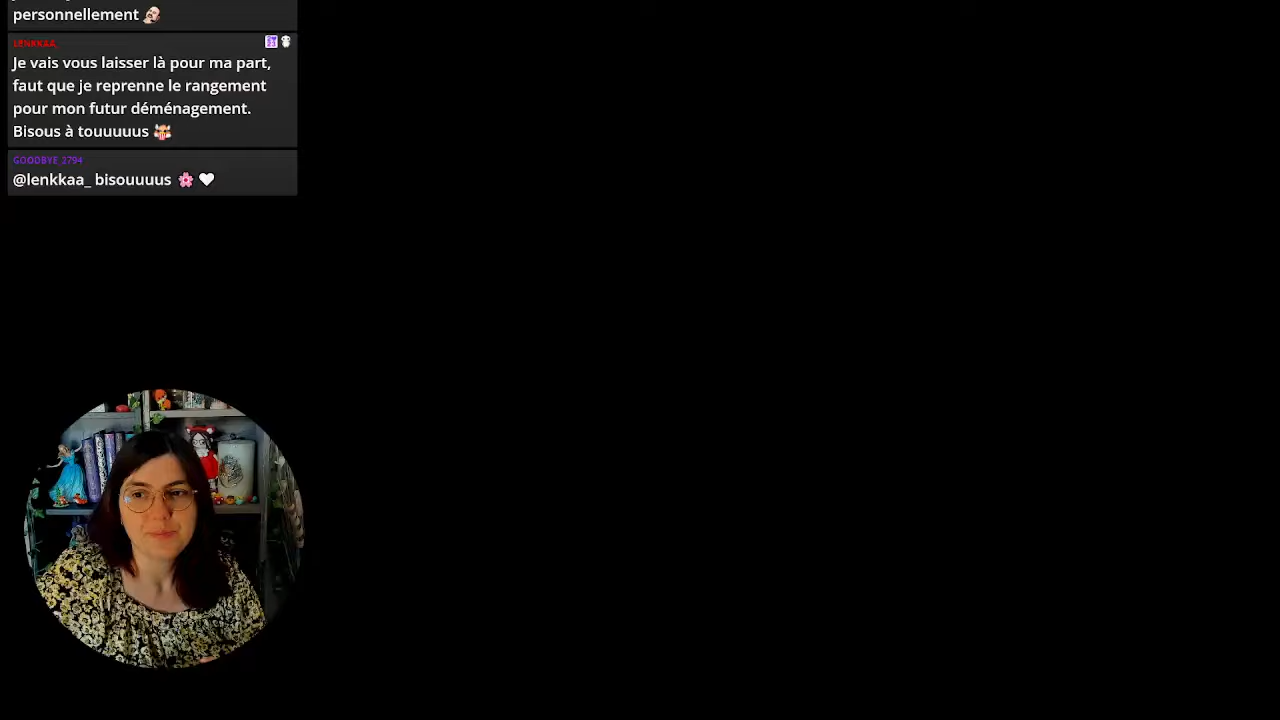 personnellement
LENKKAA_
Je vais vous laisser là pour ma part,
faut que je reprenne le rangement
pour mon futur déménagement.
Bisous à touuuuus
GOODBYE_2794
@lenkkaa_ bisouuuus